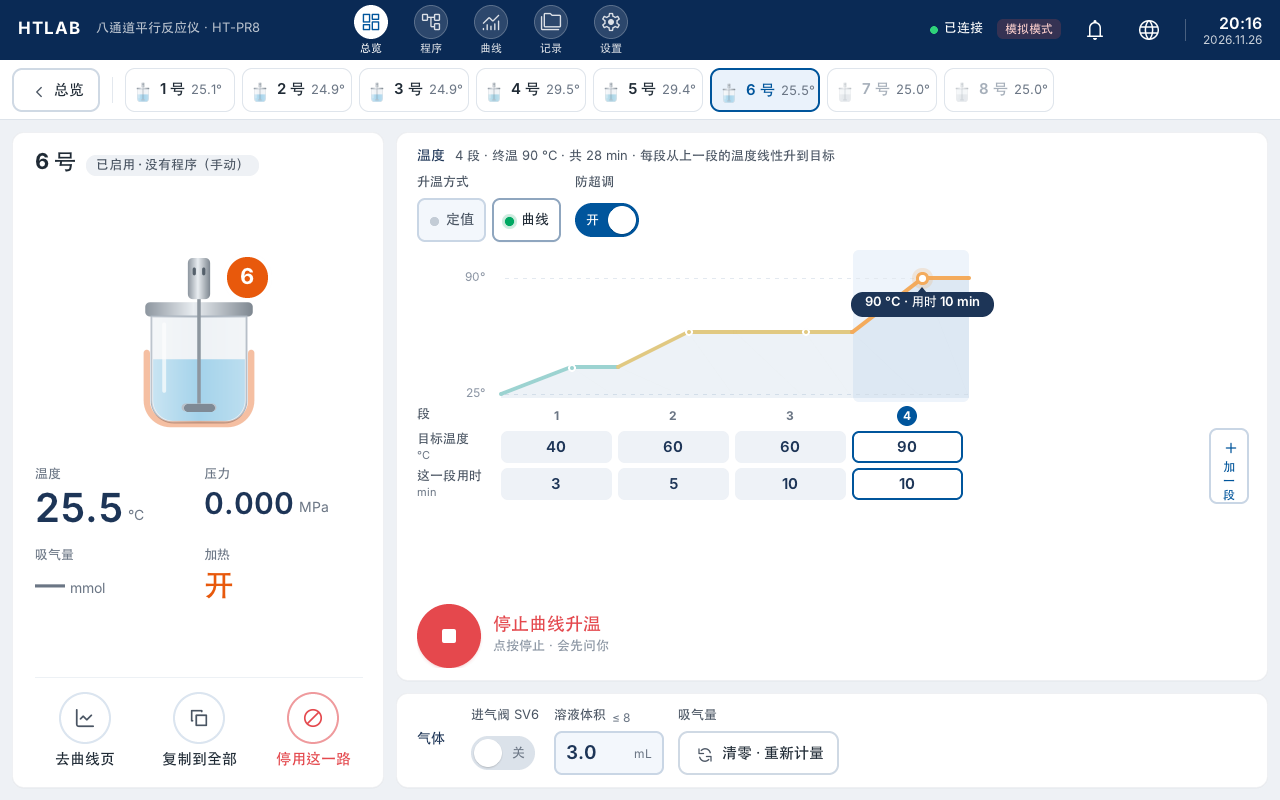 HTLAB 八通道平行反应仪 · HT-PR8
总览 程序 曲线 记录 设置
已连接 模拟模式 20:16
2026.11.26
总览 1 号 25.1° 2 号 24.9° 3 号 24.9° 4 号 29.5° 5 号 29.4° 6 号 25.5° 7 号 25.0° 8 号 25.0°
6 号 已启用 · 没有程序（手动）
6
温度 压力
25.5 °C 0.000 MPa
吸气量 加热
— mmol 开
去曲线页 复制到全部 停用这一路
温度 4 段 · 终温 90 °C · 共 28 min · 每段从上一段的温度线性升到目标
升温方式 防超调
定值 曲线 开
90°
90 °C · 用时 10 min
25°
段 1 2 3 4
目标温度 °C 40 60 60 90
这一段用时 min 3 5 10 10
+ 加一段
停止曲线升温
点按停止 · 会先问你
气体
进气阀 SV6 溶液体积 ≤ 8 吸气量
关 3.0 mL 清零 · 重新计量